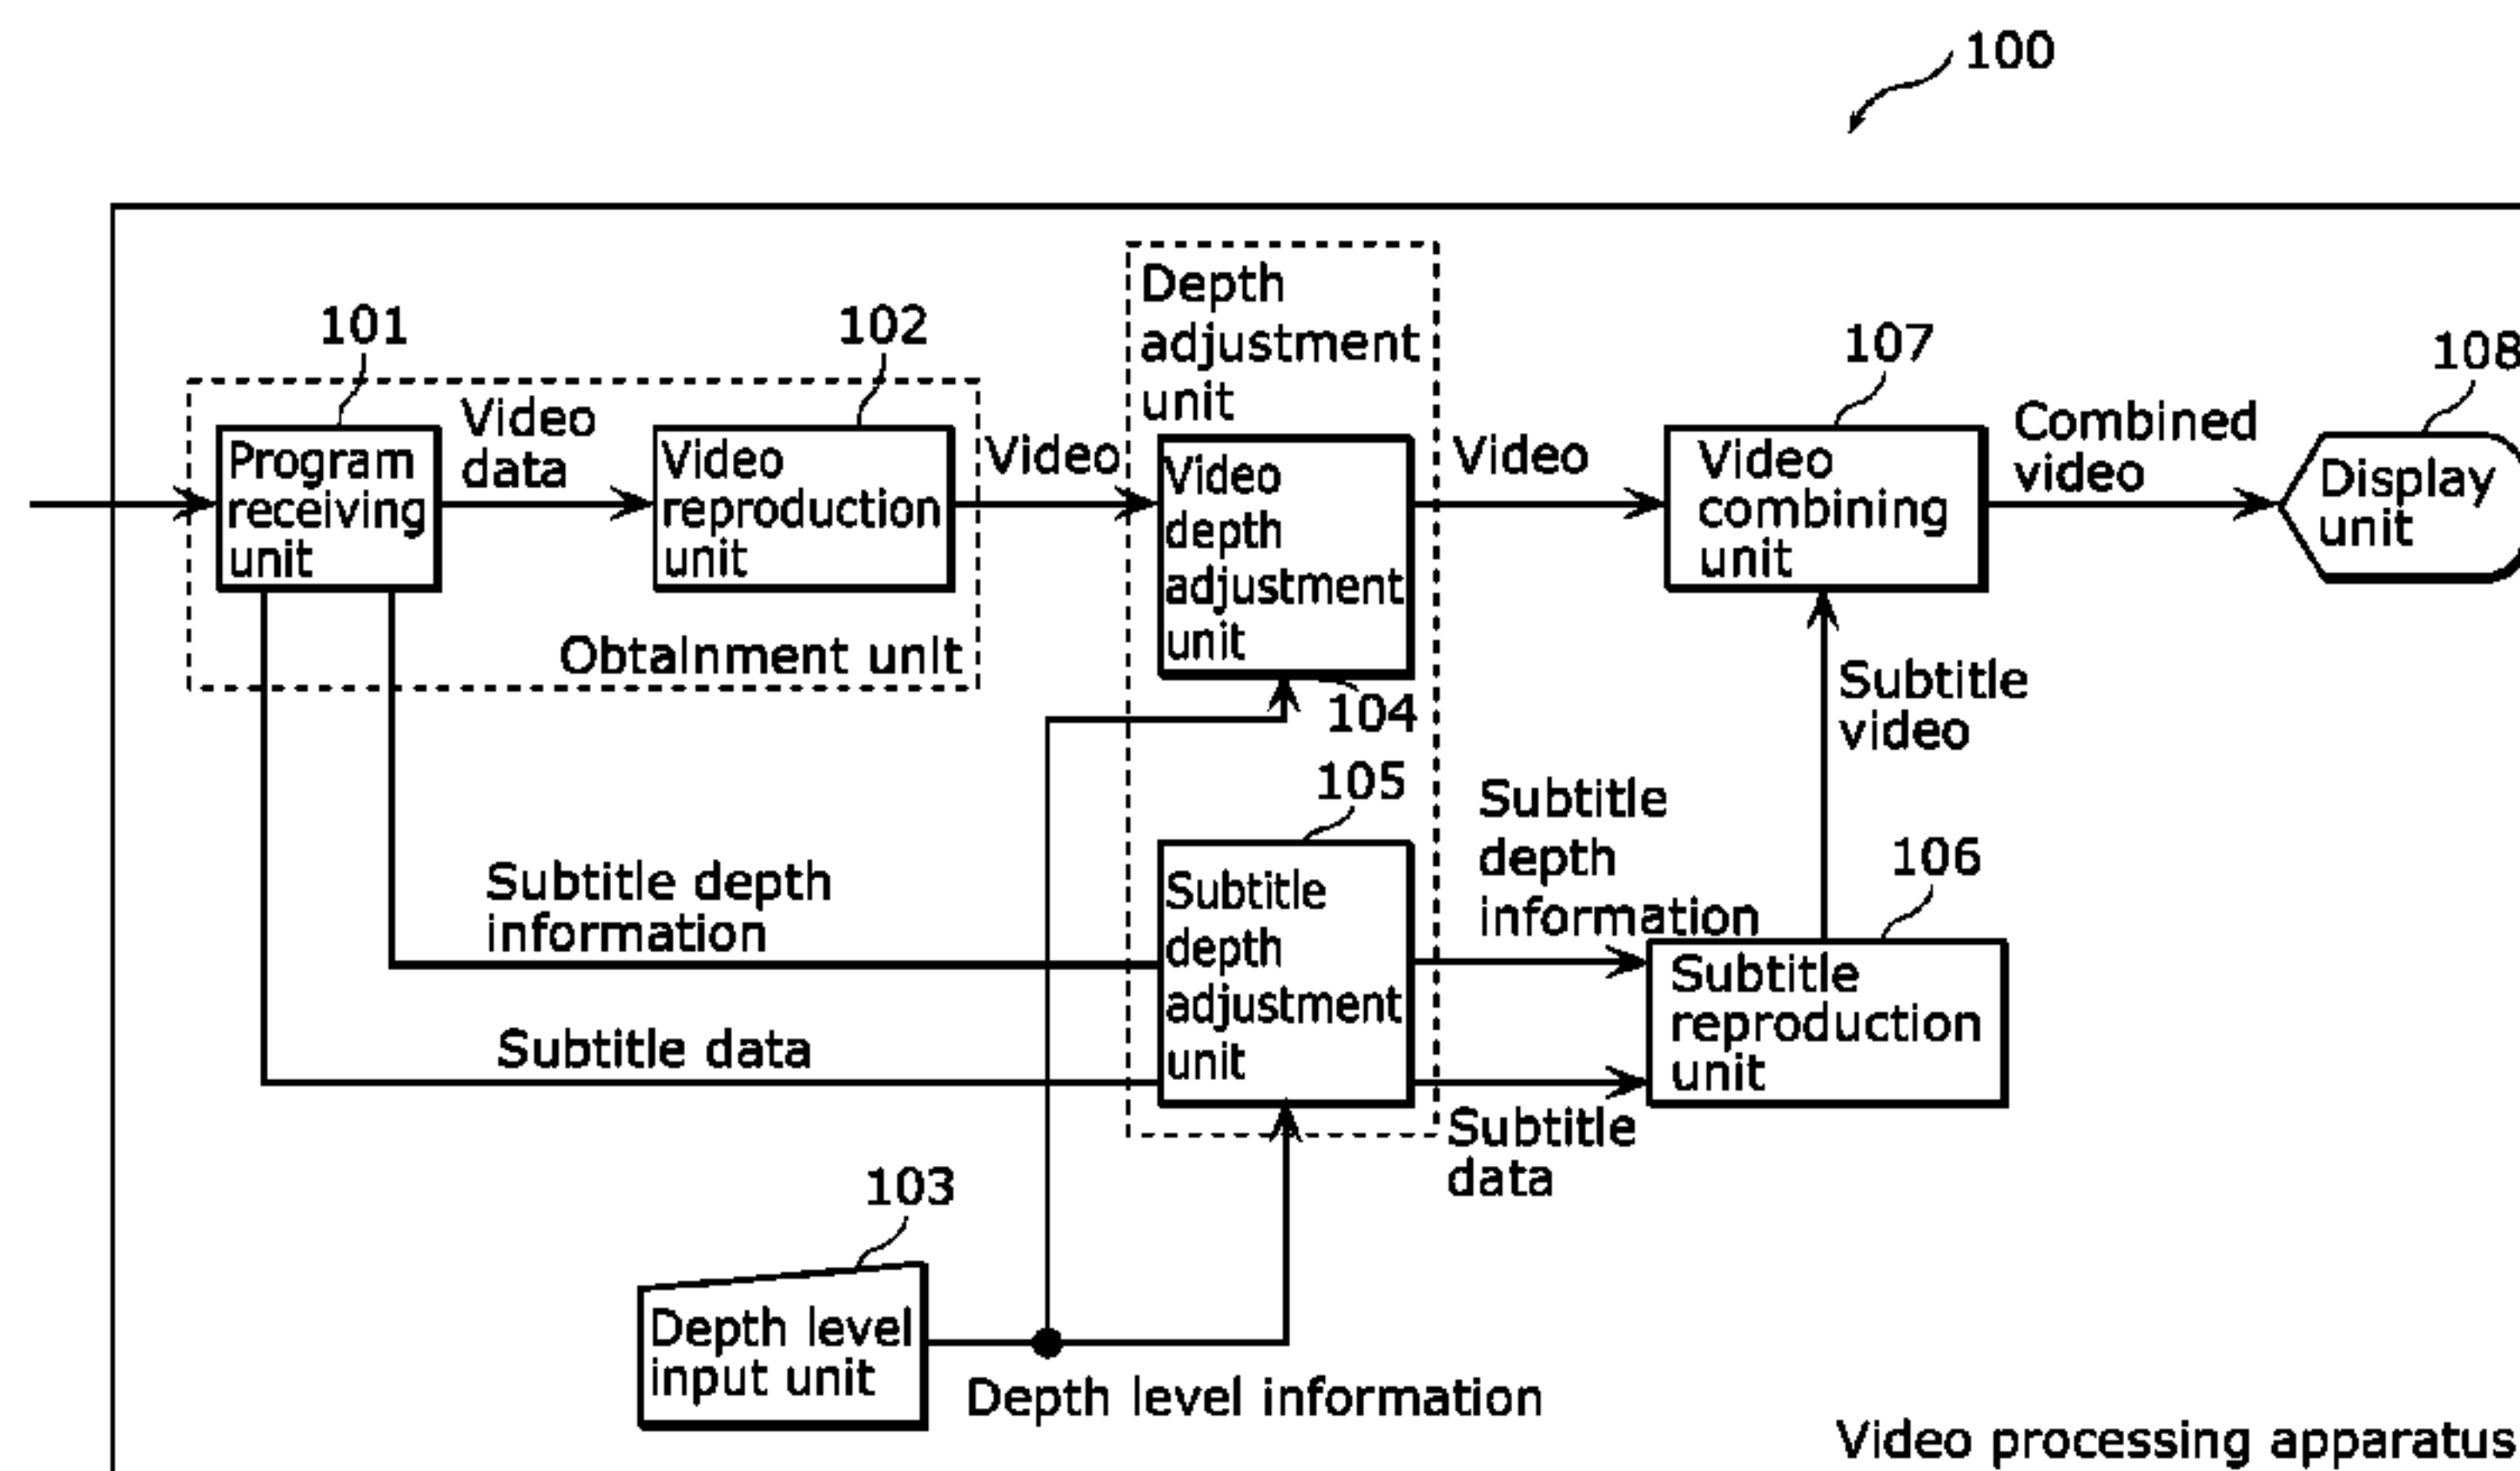 100
101
102
107
108
Depth
adjustment
unit
Program
receiving
unit
Video
data
Video
reproduction
unit
Video
Video
depth
adjustment
unit
Video
Video
combining
unit
Combined
video
Display
unit
Obtainment unit
104
Subtitle
video
105
Subtitle depth
information
Subtitle
depth
adjustment
unit
Subtitle
depth
information
106
Subtitle data
Subtitle
reproduction
unit
Subtitle
data
103
Depth level
input unit
Depth level information
Video processing apparatus